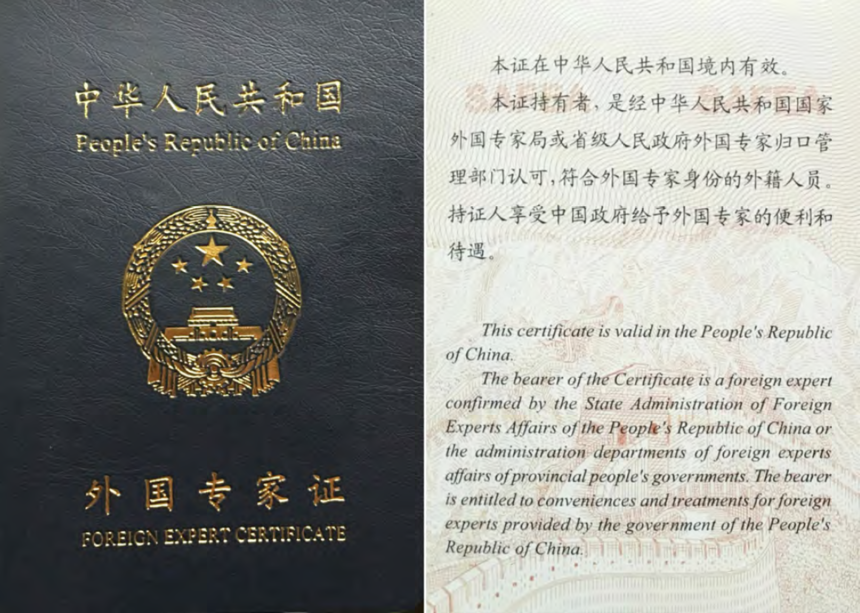 中华人民共和国
People's Republic of China
外国专家证
FOREIGN EXPERT CERTIFICATE
本证在中华人民共和国境内有效。
本证持有者，是经中华人民共和国国家
外国专家局或省级人民政府外国专家归口管
理部门认可，符合外国专家身份的外籍人员。
持证人享受中国政府给予外国专家的便利和
待遇。
This certificate is valid in the People's Republic
of China.
The bearer of the Certificate is a foreign expert
confirmed by the State Administration of Foreign
Experts Affairs of the People's Republic of China or
the administration departments of foreign experts
affairs of provincial people's governments. The bearer
is entitled to conveniences and treatments for foreign
experts provided by the government of the People's
Republic of China.